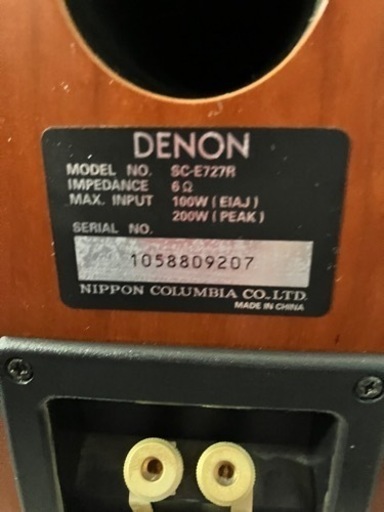 DENON
MODEL NO. SC-E727R
IMPEDANCE 6Ω
MAX. INPUT 100W (EIAJ)
200W (PEAK)
SERIAL NO.
1058809207
NIPPON COLUMBIA CO., LTD.
MADE IN CHINA